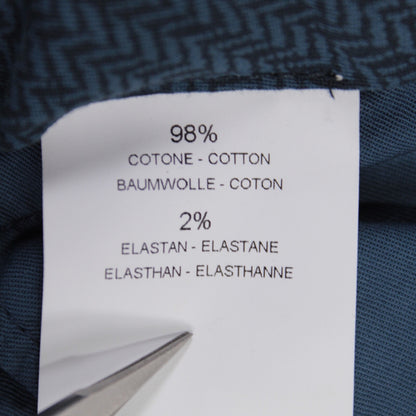 98%
COTONE - COTTON
BAUMWOLLE - COTON
2%
ELASTAN - ELASTANE
ELASTHAN - ELASTHANNE